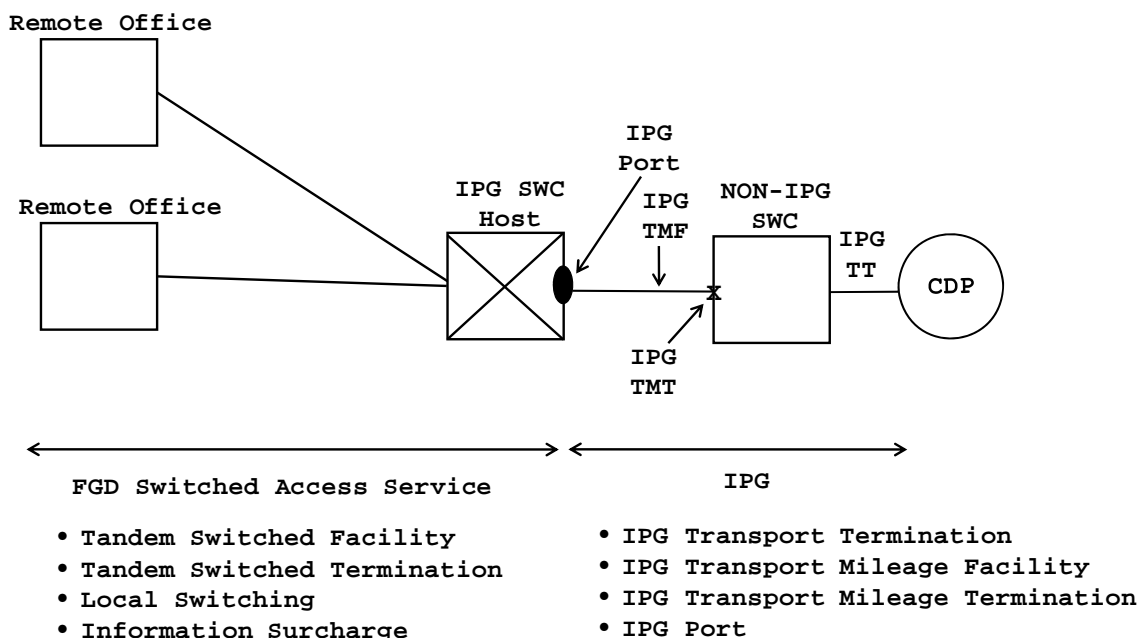 Remote Office
Remote Office
IPG SWC
Host
IPG
Port
IPG
TMF
NON-IPG
SWC
IPG
TT
CDP
IPG
TMT
FGD Switched Access Service
• Tandem Switched Facility
• Tandem Switched Termination
• Local Switching
• Information Surcharge
IPG
• IPG Transport Termination
• IPG Transport Mileage Facility
• IPG Transport Mileage Termination
• IPG Port